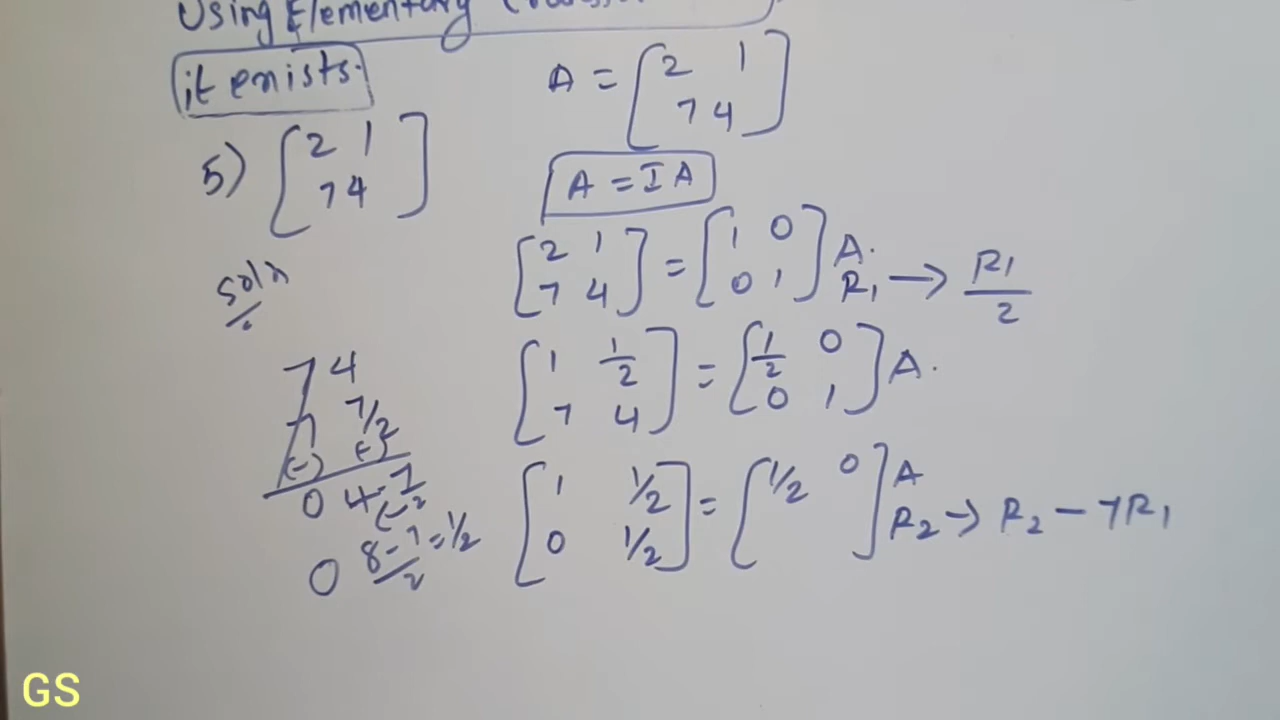 Using Elementary
it exists.
A = [2 1
7 4]
5) [2 1
7 4]
A = IA
soln
[2 1
7 4] = [1 0
0 1] A.
R₁ → R₁/2
[1 1/2
7 4] = [1/2 0
0 1] A.
7 4
7 7/2
(-) (-)
0 4-7/2
0 8-7/2 = 1/2
[1 1/2
0 1/2] = [1/2 0
] A
R₂ → R₂ - 7R₁
GS